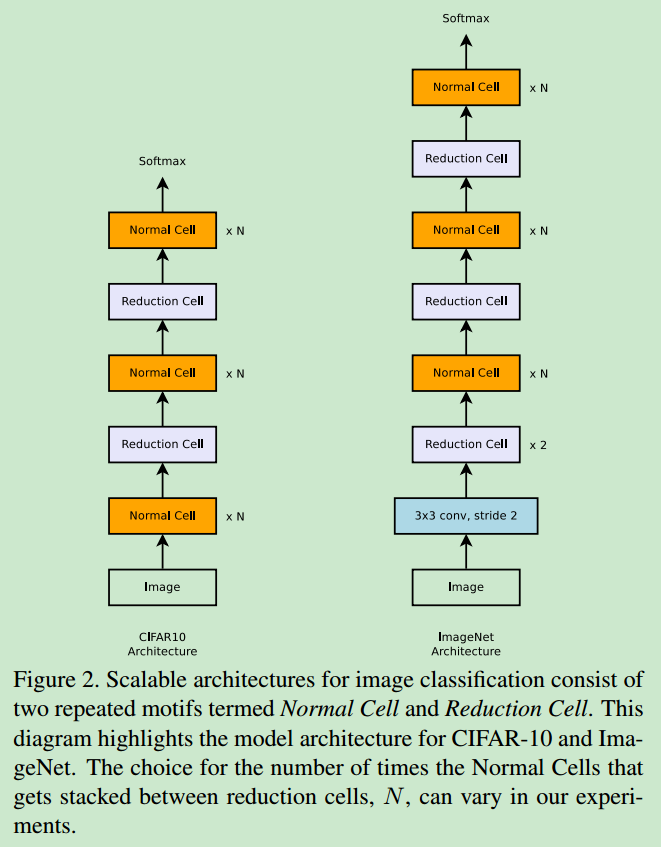 Softmax
Normal Cell x N
Reduction Cell
Normal Cell x N
Reduction Cell
Normal Cell x N
Image
CIFAR10
Architecture
Softmax
Normal Cell x N
Reduction Cell
Normal Cell x N
Reduction Cell
Normal Cell x N
Reduction Cell x 2
3x3 conv, stride 2
Image
ImageNet
Architecture
Figure 2. Scalable architectures for image classification consist of
two repeated motifs termed Normal Cell and Reduction Cell. This
diagram highlights the model architecture for CIFAR-10 and Ima-
geNet. The choice for the number of times the Normal Cells that
gets stacked between reduction cells, N, can vary in our experi-
ments.